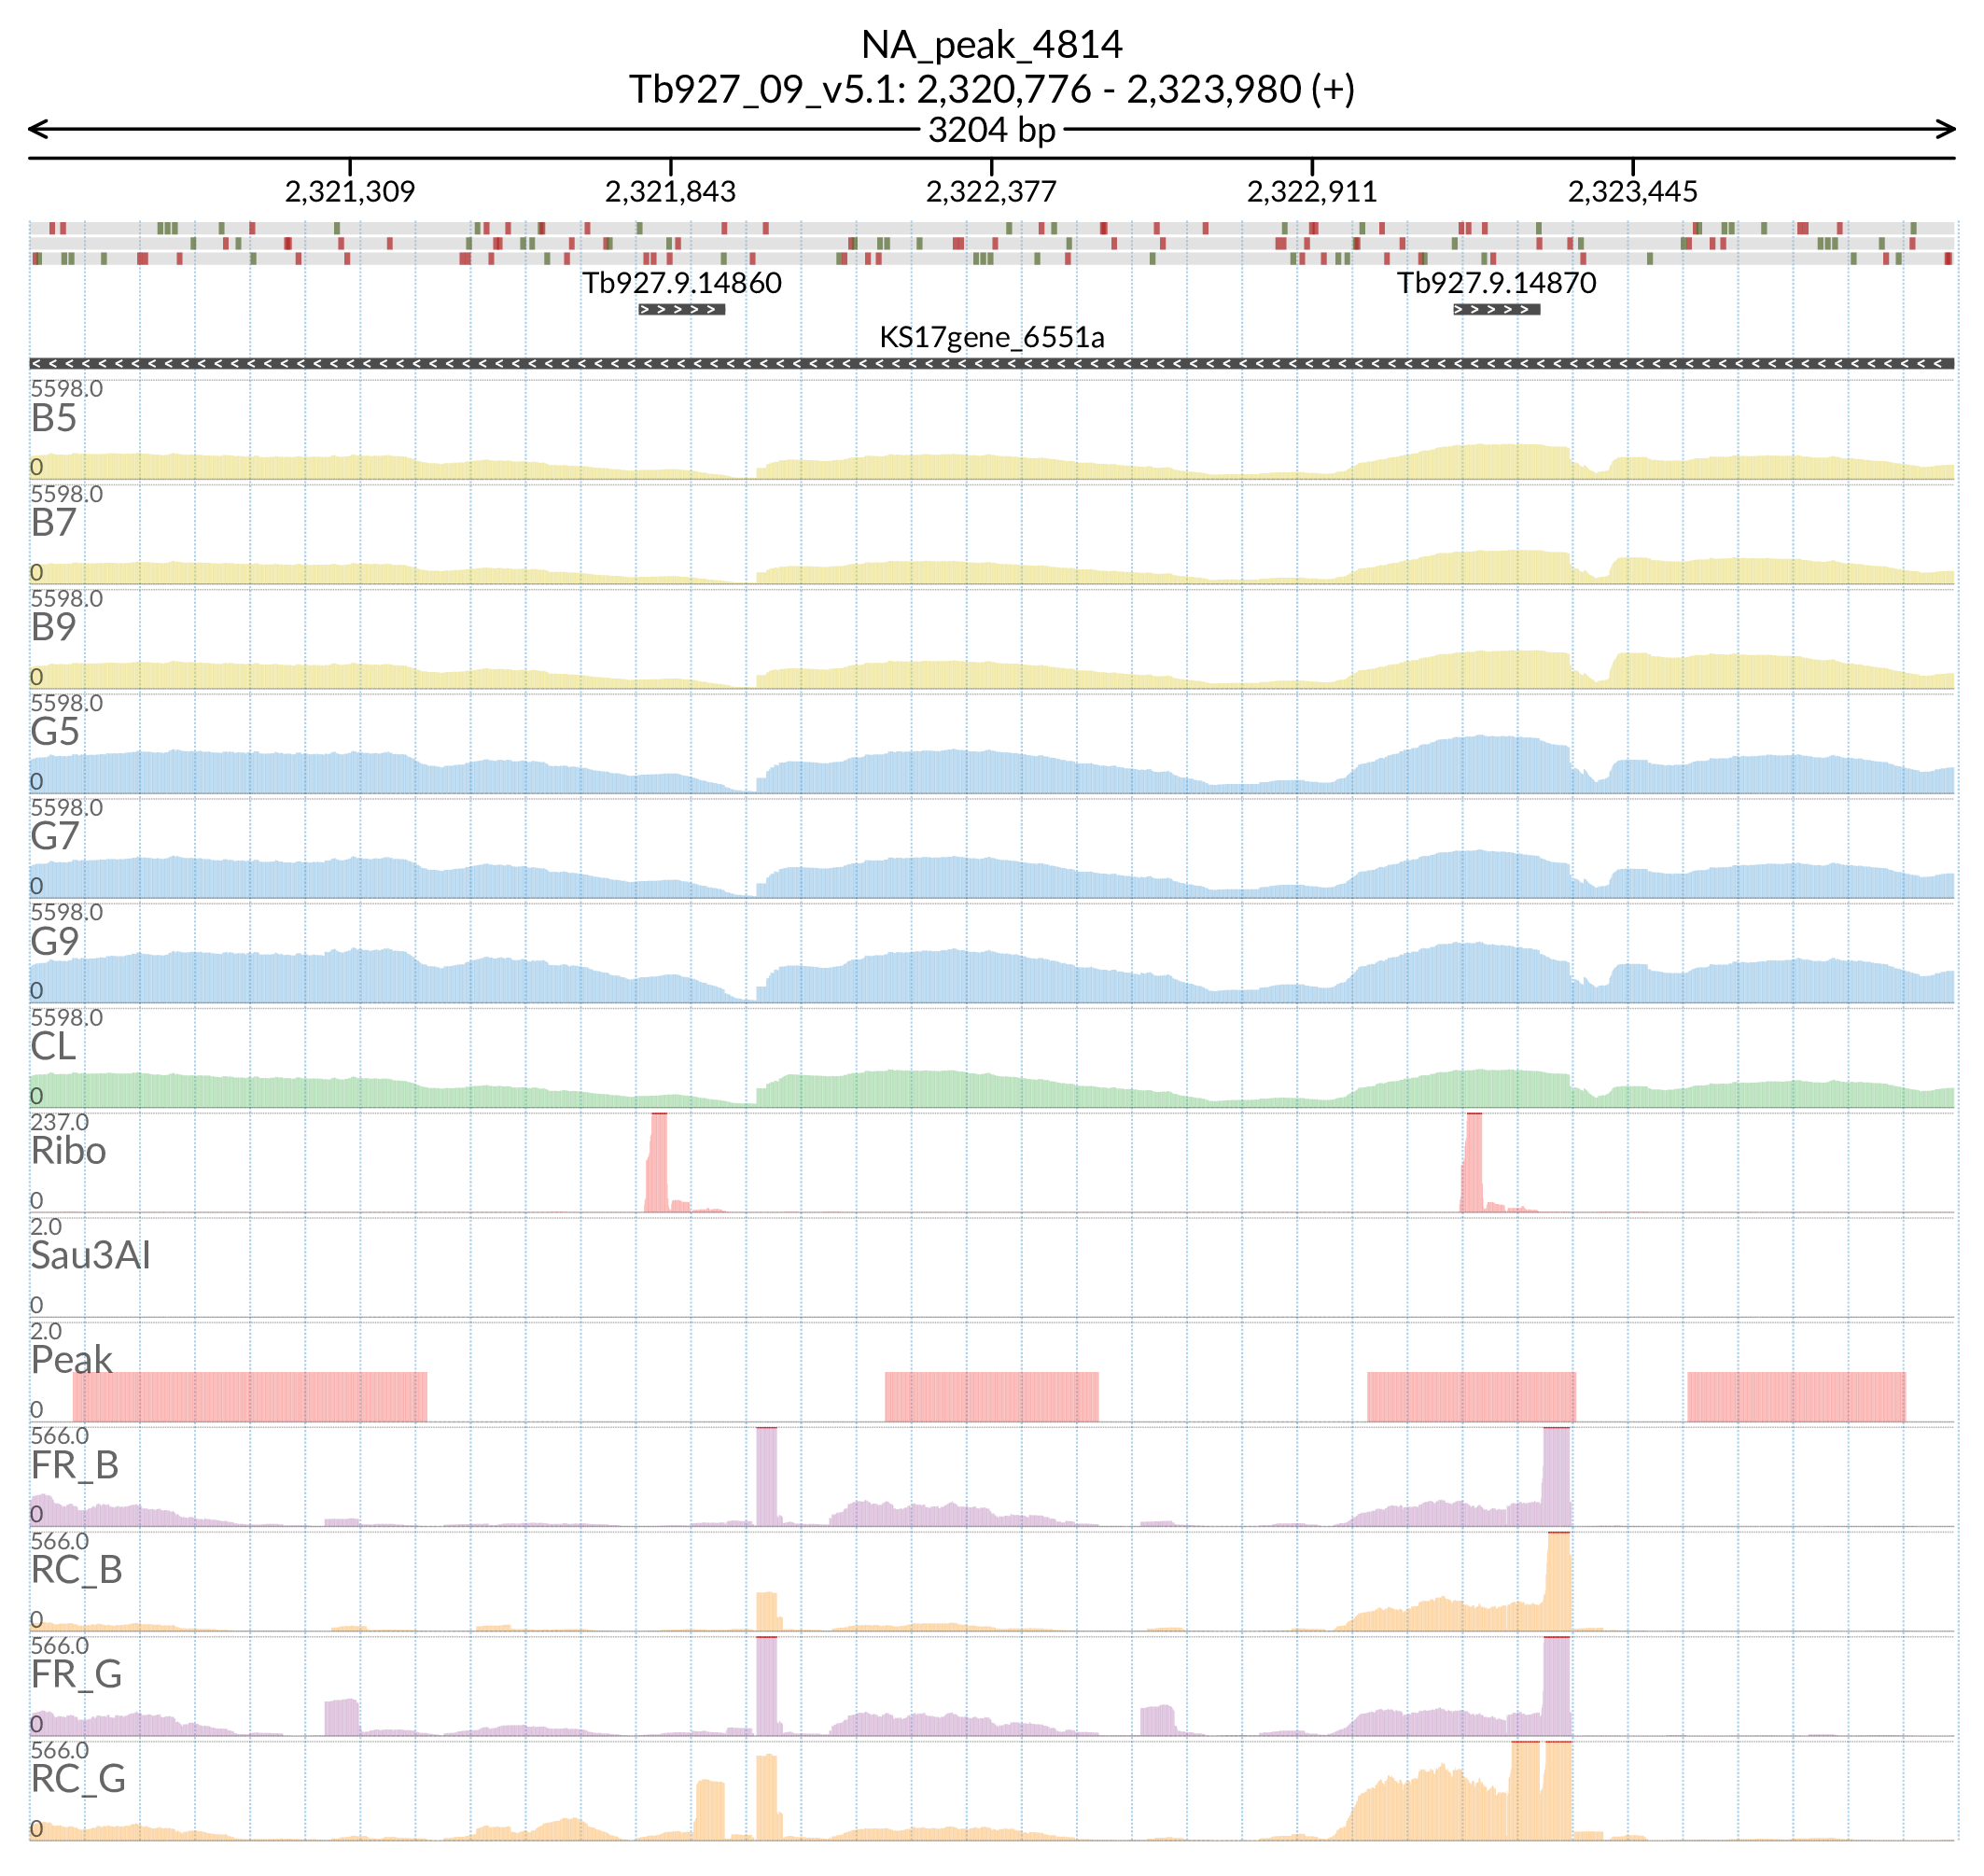 NA_peak_4814
Tb927_09_v5.1: 2,320,776 - 2,323,980 (+)
3204 bp
2,321,309 2,321,843 2,322,377 2,322,911 2,323,445
Tb927.9.14860 Tb927.9.14870
KS17gene_6551a
5598.0
B5
0
5598.0
B7
0
5598.0
B9
0
5598.0
G5
0
5598.0
G7
0
5598.0
G9
0
5598.0
CL
0
237.0
Ribo
0
2.0
Sau3AI
0
2.0
Peak
0
566.0
FR_B
0
566.0
RC_B
0
566.0
FR_G
0
566.0
RC_G
0